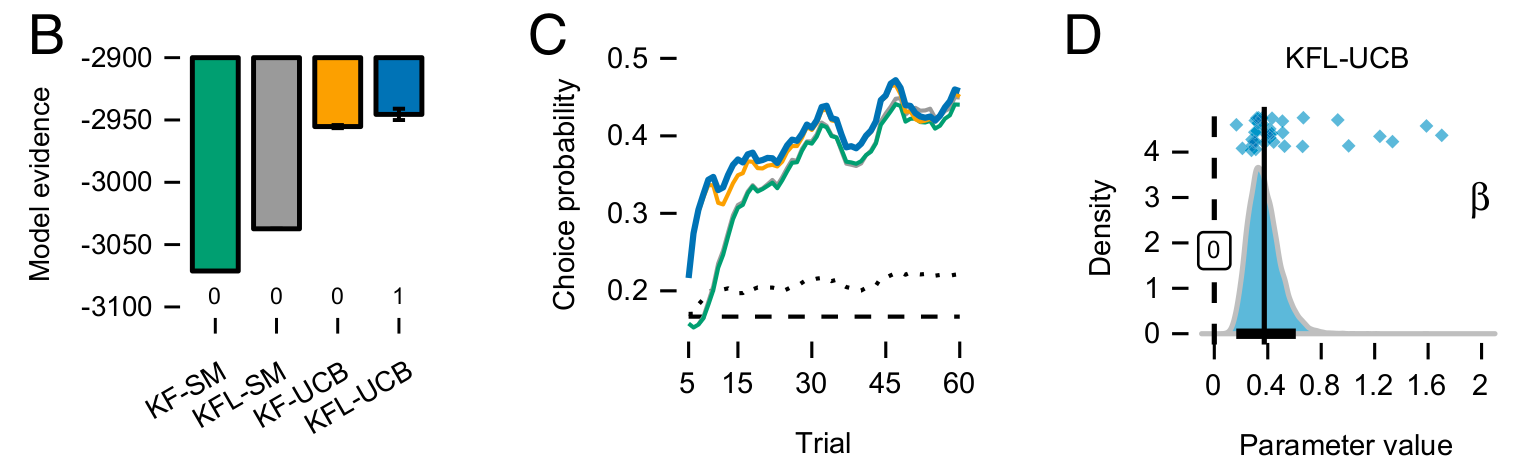 B
Model evidence
-2900
-2950
-3000
-3050
-3100
0 0 0 1
KF-SM
KFL-SM
KF-UCB
KFL-UCB
C
Choice probability
0.5
0.4
0.3
0.2
5 15 30 45 60
Trial
D
KFL-UCB
Density
4
3
2
1
0
β
0
0 0.4 0.8 1.2 1.6 2
Parameter value